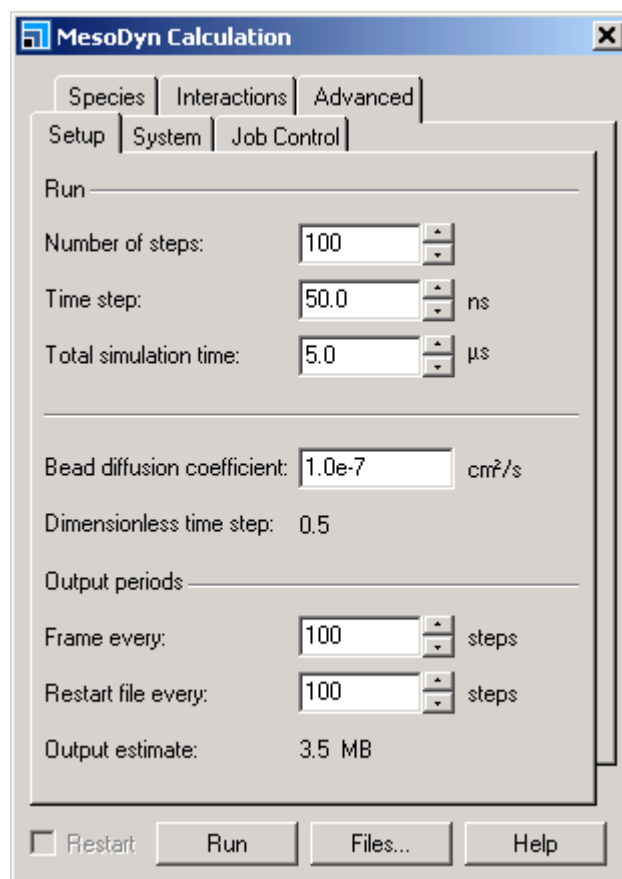 MesoDyn Calculation
Species Interactions Advanced
Setup System Job Control
Run
Number of steps: 100
Time step: 50.0 ns
Total simulation time: 5.0 µs
Bead diffusion coefficient: 1.0e-7 cm²/s
Dimensionless time step: 0.5
Output periods
Frame every: 100 steps
Restart file every: 100 steps
Output estimate: 3.5 MB
Restart Run Files... Help